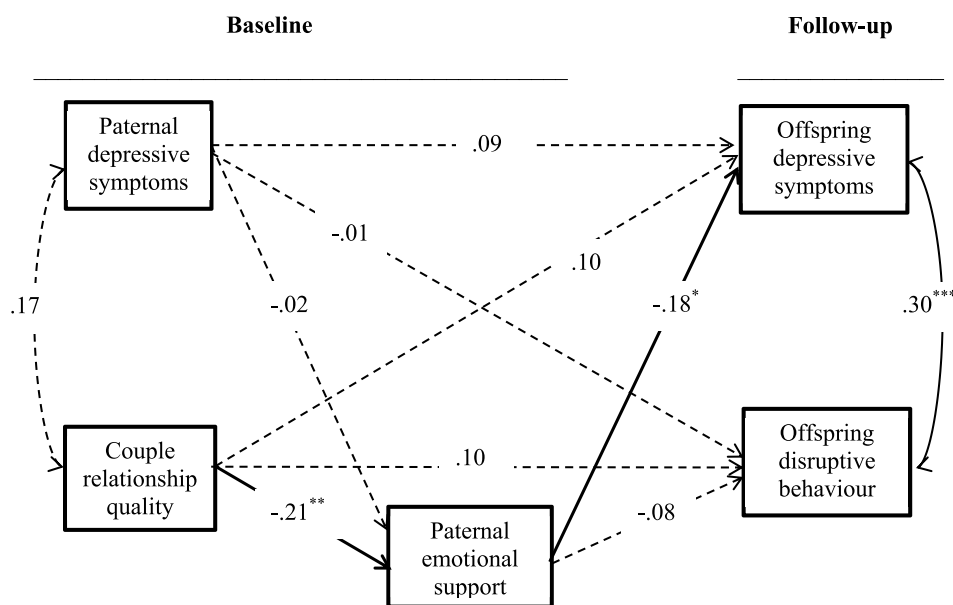 Baseline
Follow-up
Paternal
depressive
symptoms
Offspring
depressive
symptoms
.09
-.01
.10
.17
-.02
-.18*
.30***
Couple
relationship
quality
Offspring
disruptive
behaviour
.10
-.21**
-.08
Paternal
emotional
support